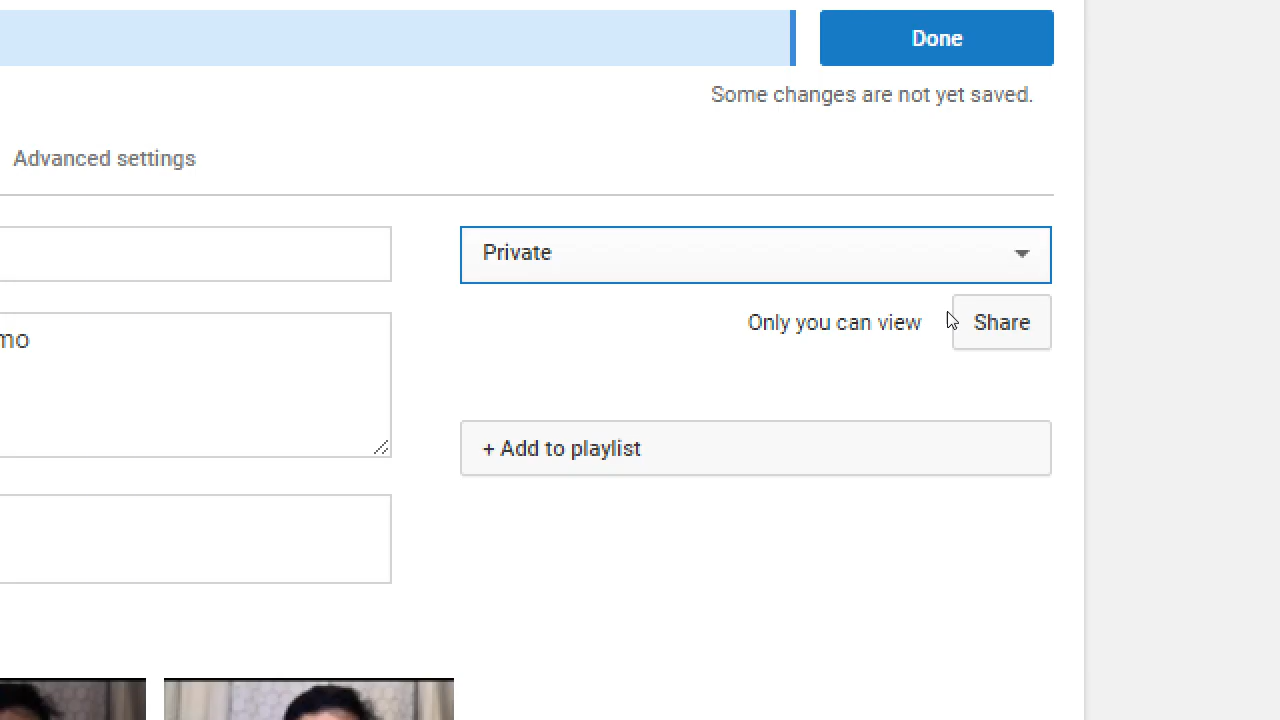 Done
Some changes are not yet saved.
Advanced settings
Private
Only you can view
Share
mo
+ Add to playlist